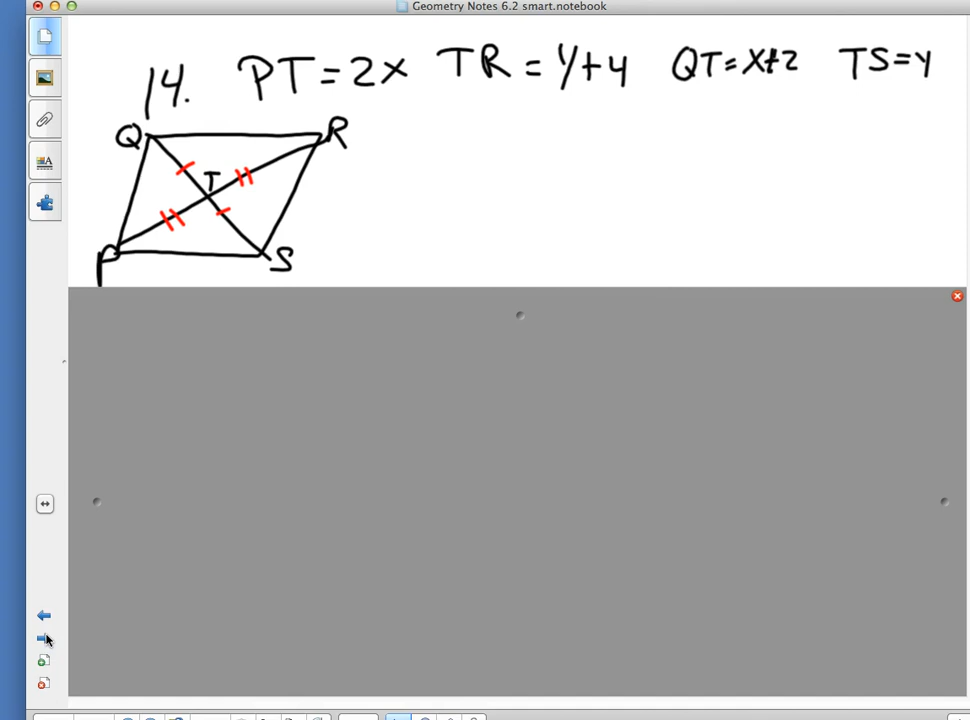 Geometry Notes 6.2 smart.notebook
14. PT=2x TR=y+4 QT=x+2 TS=y
Q R
T
P S